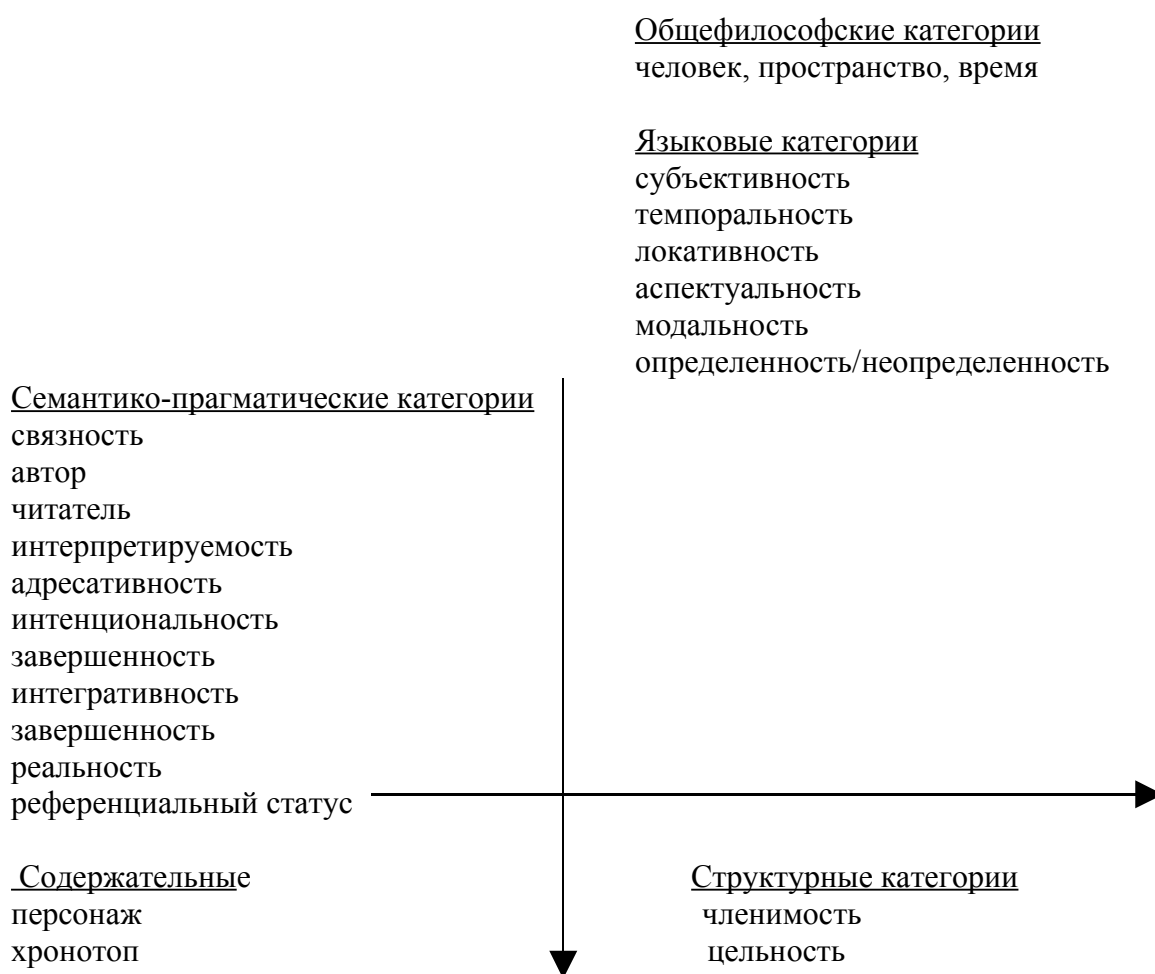 Общефилософские категории
человек, пространство, время
Языковые категории
субъективность
темпоральность
локативность
аспектуальность
модальность
определенность/неопределенность
Семантико-прагматические категории
связность
автор
читатель
интерпретируемость
адресативность
интенциональность
завершенность
интегративность
завершенность
реальность
референциальный статус
Содержательные
персонаж
хронотоп
Структурные категории
членимость
цельность